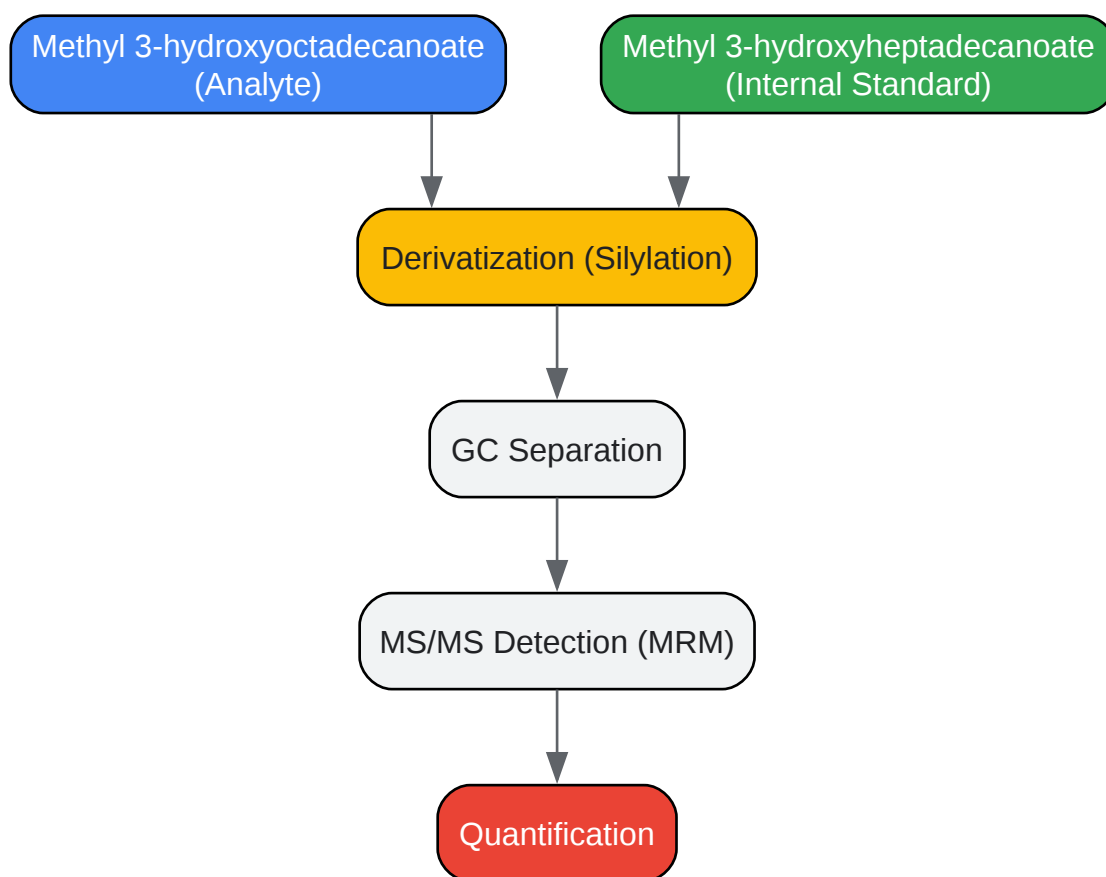 Methyl 3-hydroxyoctadecanoate
(Analyte)
Methyl 3-hydroxyheptadecanoate
(Internal Standard)
Derivatization (Silylation)
GC Separation
MS/MS Detection (MRM)
Quantification